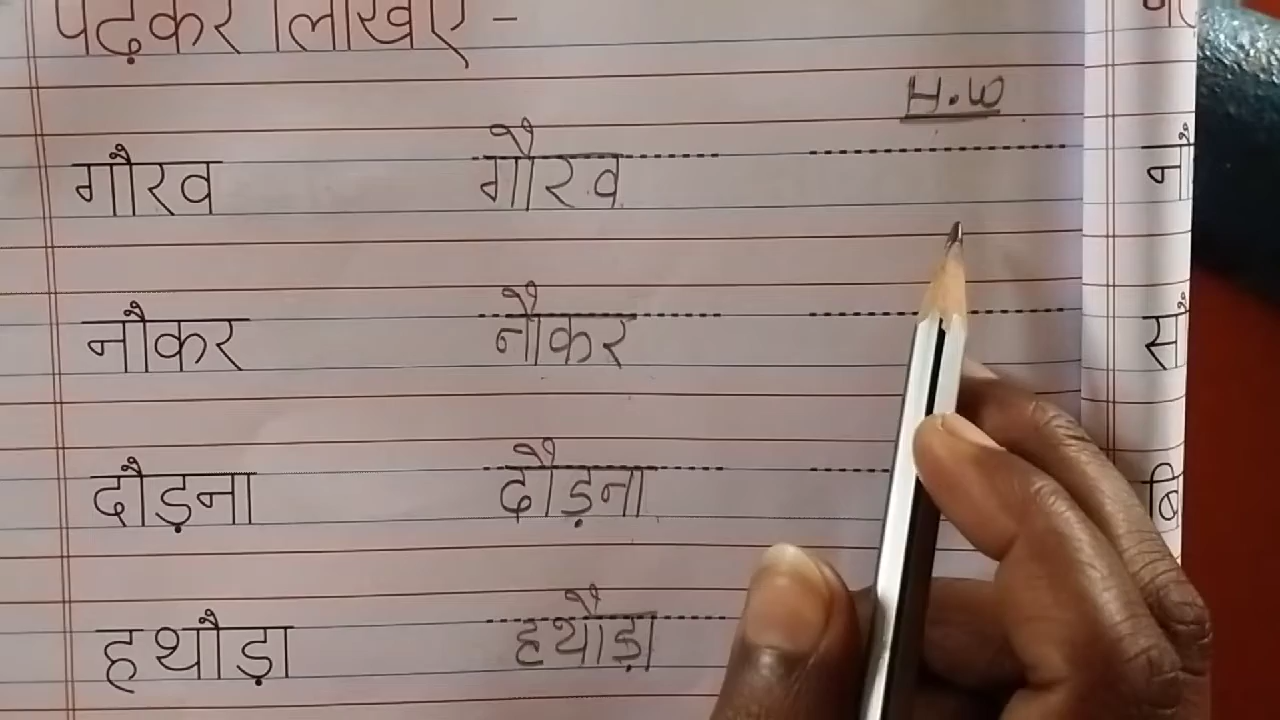 पढ़कर लिखिए -
H.W
गौरव गौरव
नौकर नौकर
दौड़ना दौड़ना
हथौड़ा हथौड़ा